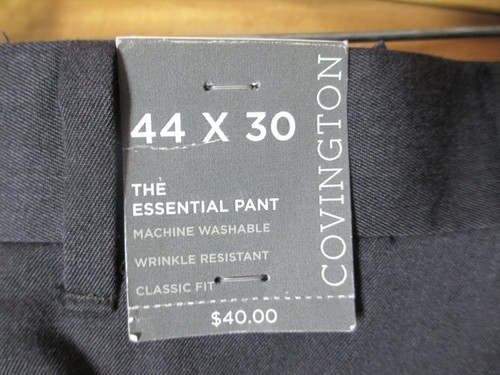 44 X 30
THE
ESSENTIAL PANT
MACHINE WASHABLE
WRINKLE RESISTANT
CLASSIC FIT
$40.00
COVINGTON